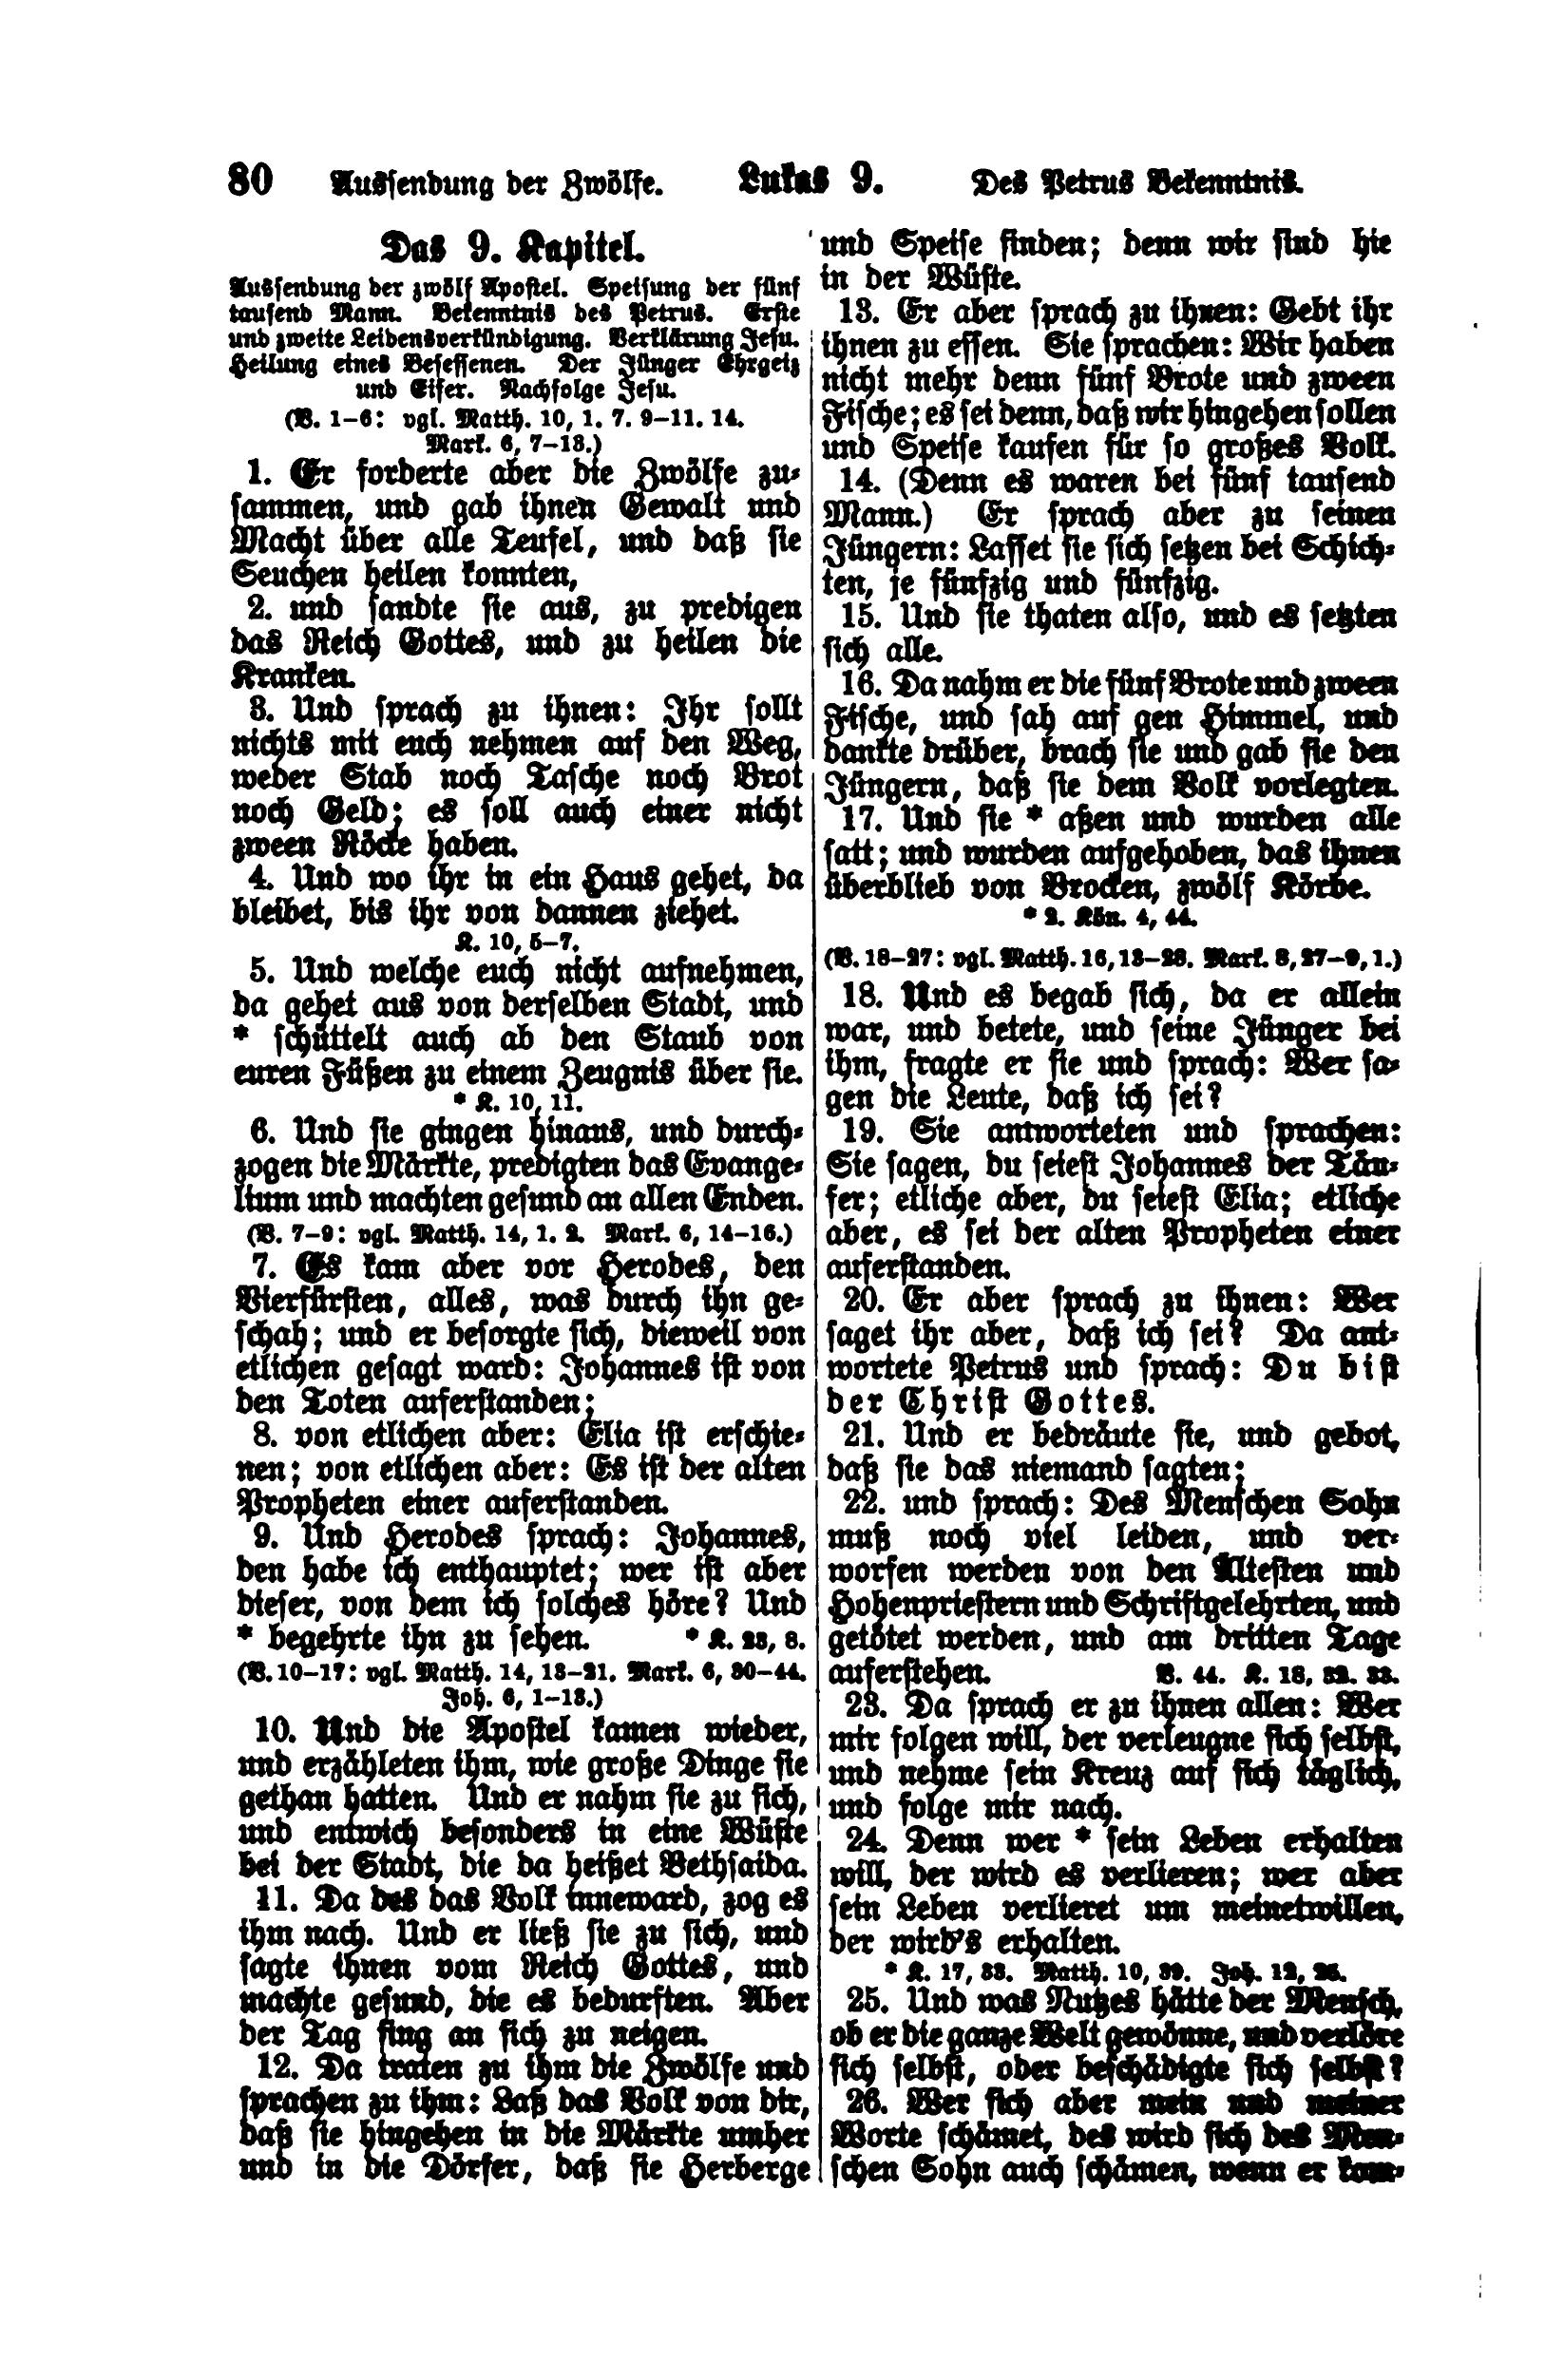 80 Aussendung der Zwölfe. Lukas 9. Des Petrus Bekenntnis.
Das 9. Kapitel.
Aussendung der zwölf Apostel. Speisung der fünf
tausend Mann. Bekenntnis des Petrus. Erste
und zweite Leidensverkündigung. Verklärung Jesu.
Heilung eines Besessenen. Der Jünger Ehrgeiz
und Eifer. Nachfolge Jesu.
(V. 1–6: vgl. Matth. 10, 1. 7. 9–11. 14.
Mark. 6, 7–13.)
1. Er forderte aber die Zwölfe zu-
sammen, und gab ihnen Gewalt und
Macht über alle Teufel, und daß sie
Seuchen heilen konnten,
2. und sandte sie aus, zu predigen
das Reich Gottes, und zu heilen die
Kranken.
3. Und sprach zu ihnen: Ihr sollt
nichts mit euch nehmen auf den Weg,
weder Stab noch Tasche noch Brot
noch Geld; es soll auch einer nicht
zween Röcke haben.
4. Und wo ihr in ein Haus gehet, da
bleibet, bis ihr von dannen ziehet.
K. 10, 5–7.
5. Und welche euch nicht aufnehmen,
da gehet aus von derselben Stadt, und
* schüttelt auch ab den Staub von
euren Füßen zu einem Zeugnis über sie.
* K. 10, 11.
6. Und sie gingen hinaus, und durch-
zogen die Märkte, predigten das Evange-
lium und machten gesund an allen Enden.
(V. 7–9: vgl. Matth. 14, 1. 2. Mark. 6, 14–16.)
7. Es kam aber vor Herodes, den
Vierfürsten, alles, was durch ihn ge-
schah; und er besorgte sich, dieweil von
etlichen gesagt ward: Johannes ist von
den Toten auferstanden;
8. von etlichen aber: Elia ist erschie-
nen; von etlichen aber: Es ist der alten
Propheten einer auferstanden.
9. Und Herodes sprach: Johannes,
den habe ich enthauptet; wer ist aber
dieser, von dem ich solches höre? Und
* begehrte ihn zu sehen. * K. 23, 8.
(V. 10–17: vgl. Matth. 14, 13–21. Mark. 6, 30–44.
Joh. 6, 1–13.)
10. Und die Apostel kamen wieder,
und erzähleten ihm, wie große Dinge sie
gethan hatten. Und er nahm sie zu sich,
und entwich besonders in eine Wüste
bei der Stadt, die da heißet Bethsaida.
11. Da des das Volk inneward, zog es
ihm nach. Und er ließ sie zu sich, und
sagte ihnen vom Reich Gottes, und
machte gesund, die es bedurften. Aber
der Tag fing an sich zu neigen.
12. Da traten zu ihm die Zwölfe und
sprachen zu ihm: Laß das Volk von dir,
daß sie hingehen in die Märkte umher
und in die Dörfer, daß sie Herberge
und Speise finden; denn wir sind hie
in der Wüste.
13. Er aber sprach zu ihnen: Gebt ihr
ihnen zu essen. Sie sprachen: Wir haben
nicht mehr denn fünf Brote und zween
Fische; es sei denn, daß wir hingehen sollen
und Speise kaufen für so großes Volk.
14. (Denn es waren bei fünf tausend
Mann.) Er sprach aber zu seinen
Jüngern: Lasset sie sich setzen bei Schich-
ten, je fünfzig und fünfzig.
15. Und sie thaten also, und es setzten
sich alle.
16. Da nahm er die fünf Brote und zween
Fische, und sah auf gen Himmel, und
dankte drüber, brach sie und gab sie den
Jüngern, daß sie dem Volk vorlegten.
17. Und sie * aßen und wurden alle
satt; und wurden aufgehoben, das ihnen
überblieb von Brocken, zwölf Körbe.
* 2. Kön. 4, 44.
(V. 18–27: vgl. Matth. 16, 13–28. Mark. 8, 27–9, 1.)
18. Und es begab sich, da er allein
war, und betete, und seine Jünger bei
ihm, fragte er sie und sprach: Wer sa-
gen die Leute, daß ich sei?
19. Sie antworteten und sprachen:
Sie sagen, du seiest Johannes der Täu-
fer; etliche aber, du seiest Elia; etliche
aber, es sei der alten Propheten einer
auferstanden.
20. Er aber sprach zu ihnen: Wer
saget ihr aber, daß ich sei? Da ant-
wortete Petrus und sprach: Du bist
der Christ Gottes.
21. Und er bedräute sie, und gebot,
daß sie das niemand sagten;
22. und sprach: Des Menschen Sohn
muß noch viel leiden, und ver-
worfen werden von den Ältesten und
Hohenpriestern und Schriftgelehrten, und
getötet werden, und am dritten Tage
auferstehen. V. 44. K. 18, 32. 33.
23. Da sprach er zu ihnen allen: Wer
mir folgen will, der verleugne sich selbst,
und nehme sein Kreuz auf sich täglich,
und folge mir nach.
24. Denn wer * sein Leben erhalten
will, der wird es verlieren; wer aber
sein Leben verlieret um meinetwillen,
der wird's erhalten.
* K. 17, 33. Matth. 10, 39. Joh. 12, 25.
25. Und was Nutzes hätte der Mensch,
ob er die ganze Welt gewönne, und verlöre
sich selbst, oder beschädigte sich selbst?
26. Wer sich aber mein und meiner
Worte schämet, des wird sich des Men-
schen Sohn auch schämen, wenn er kom-